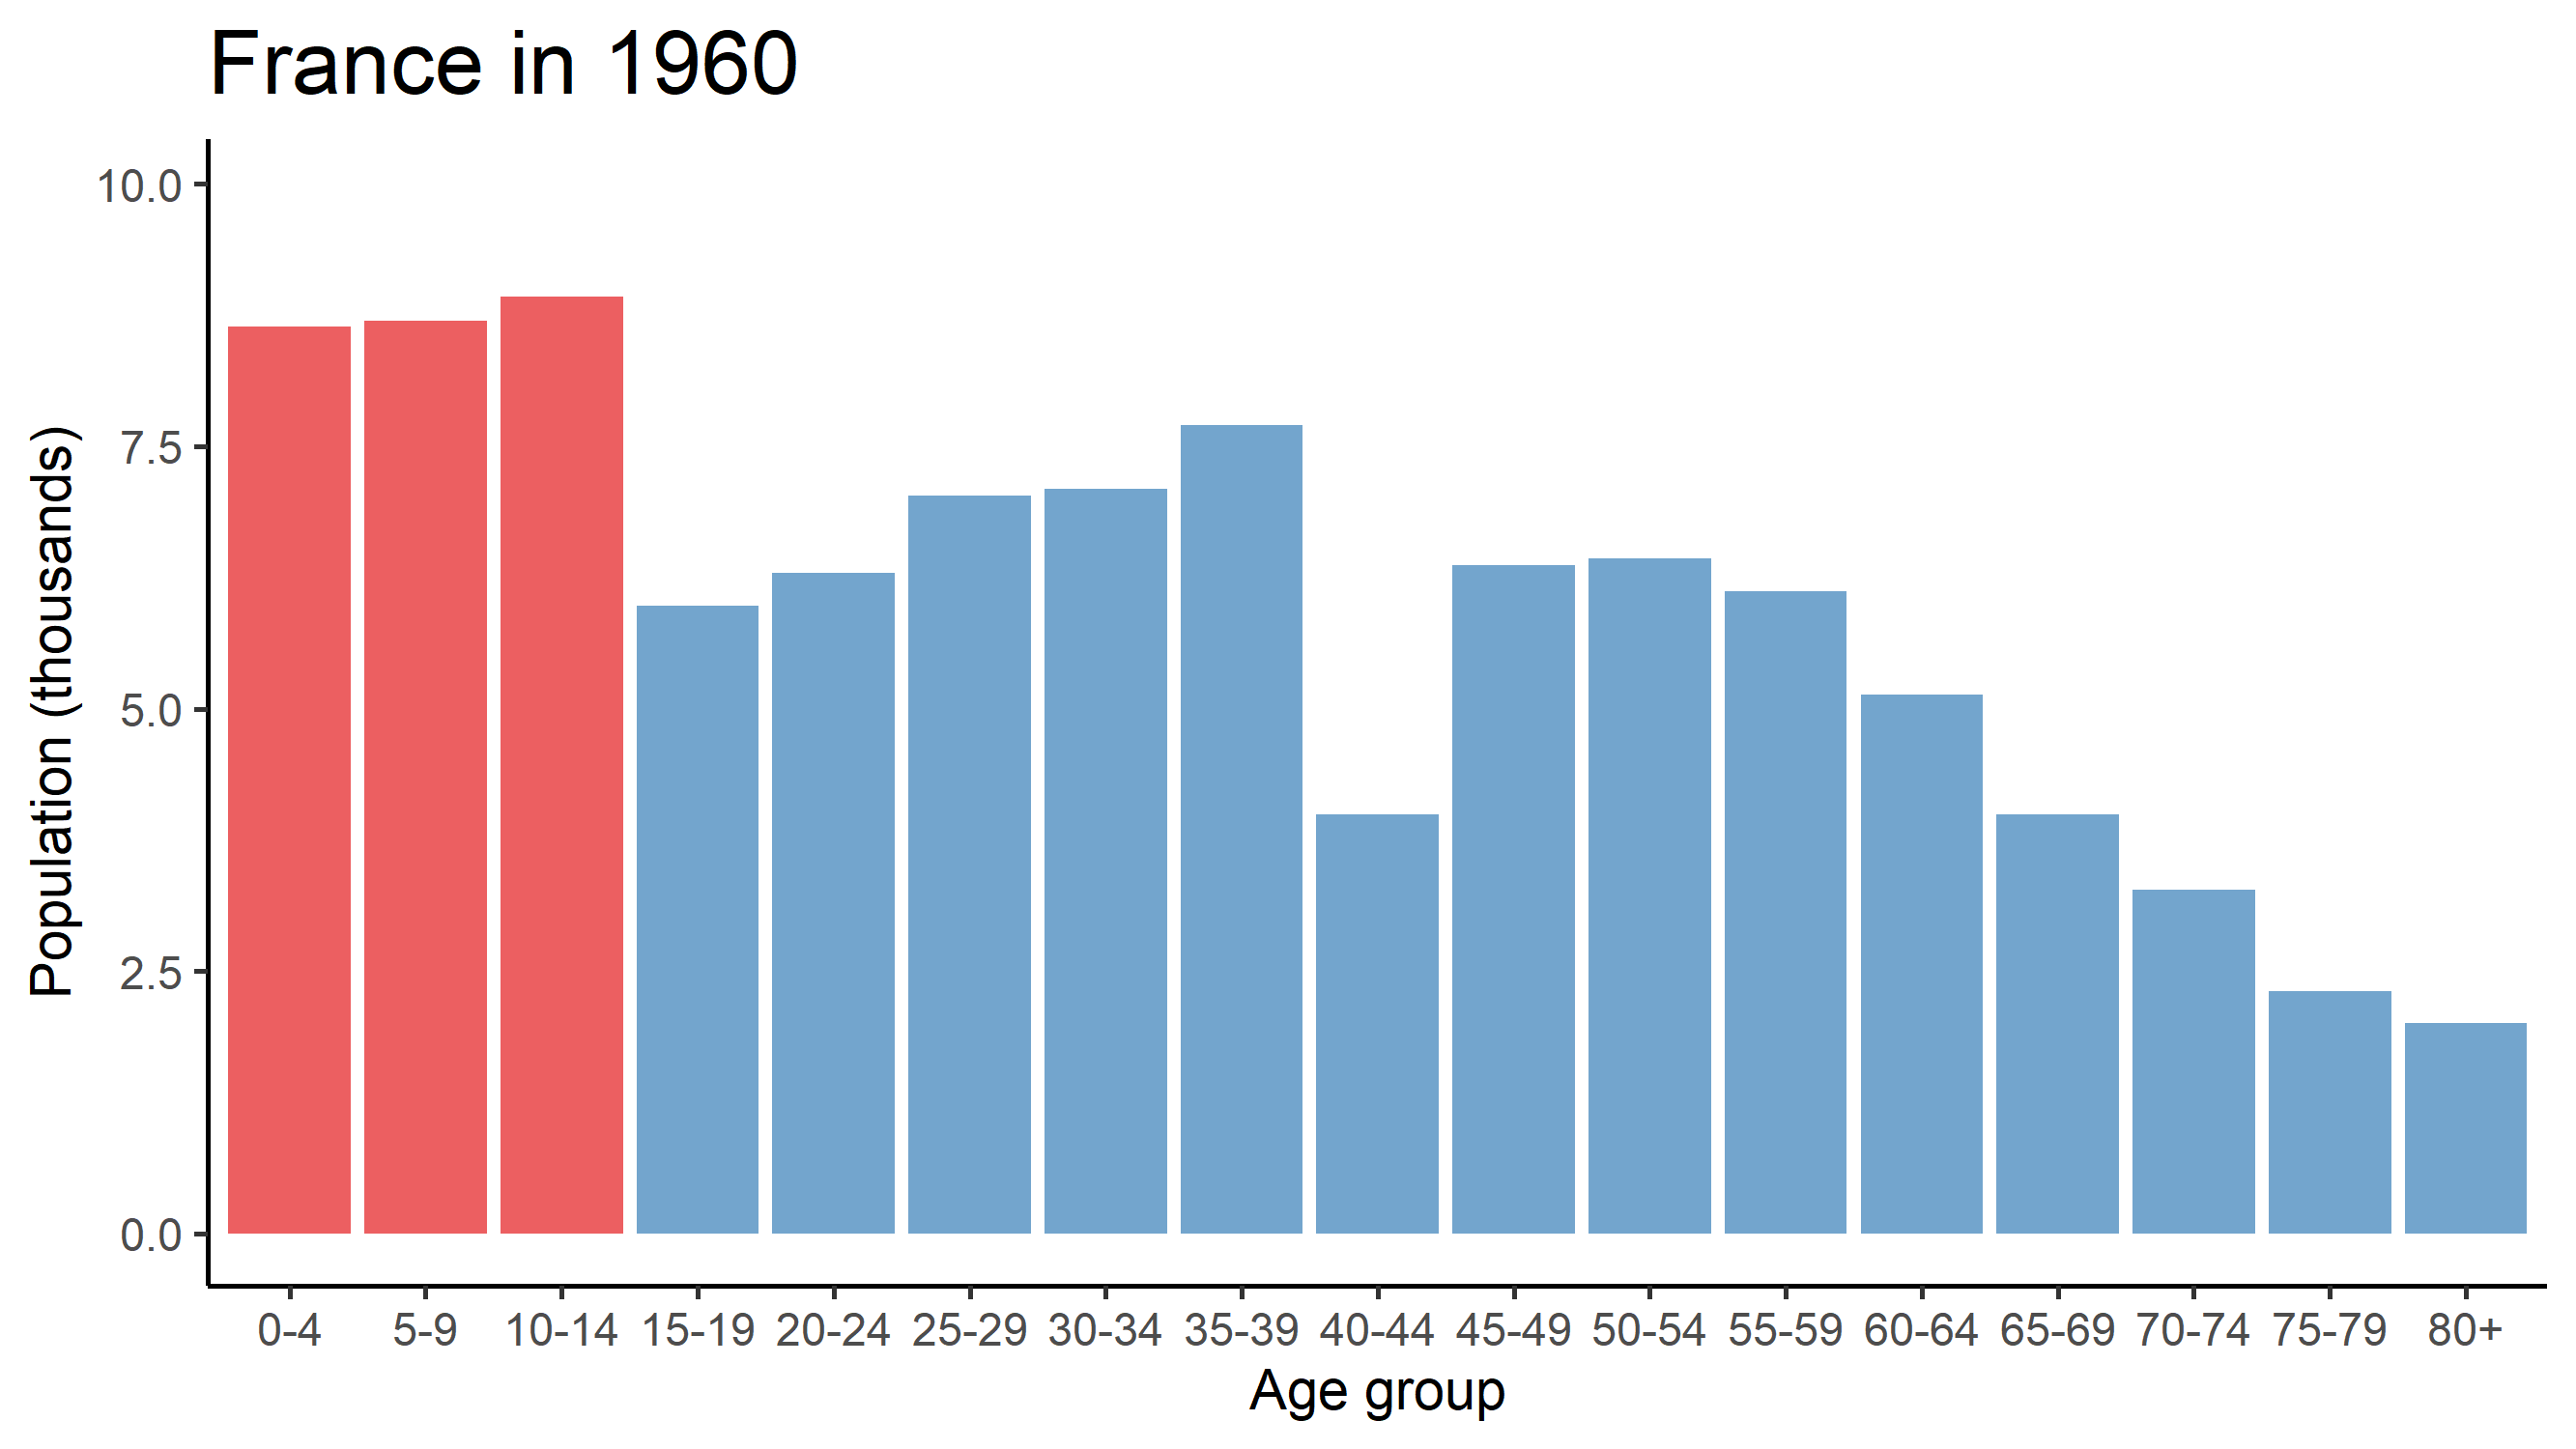 France in 1960
Population (thousands)
10.0
7.5
5.0
2.5
0.0
0-4 5-9 10-14 15-19 20-24 25-29 30-34 35-39 40-44 45-49 50-54 55-59 60-64 65-69 70-74 75-79 80+
Age group